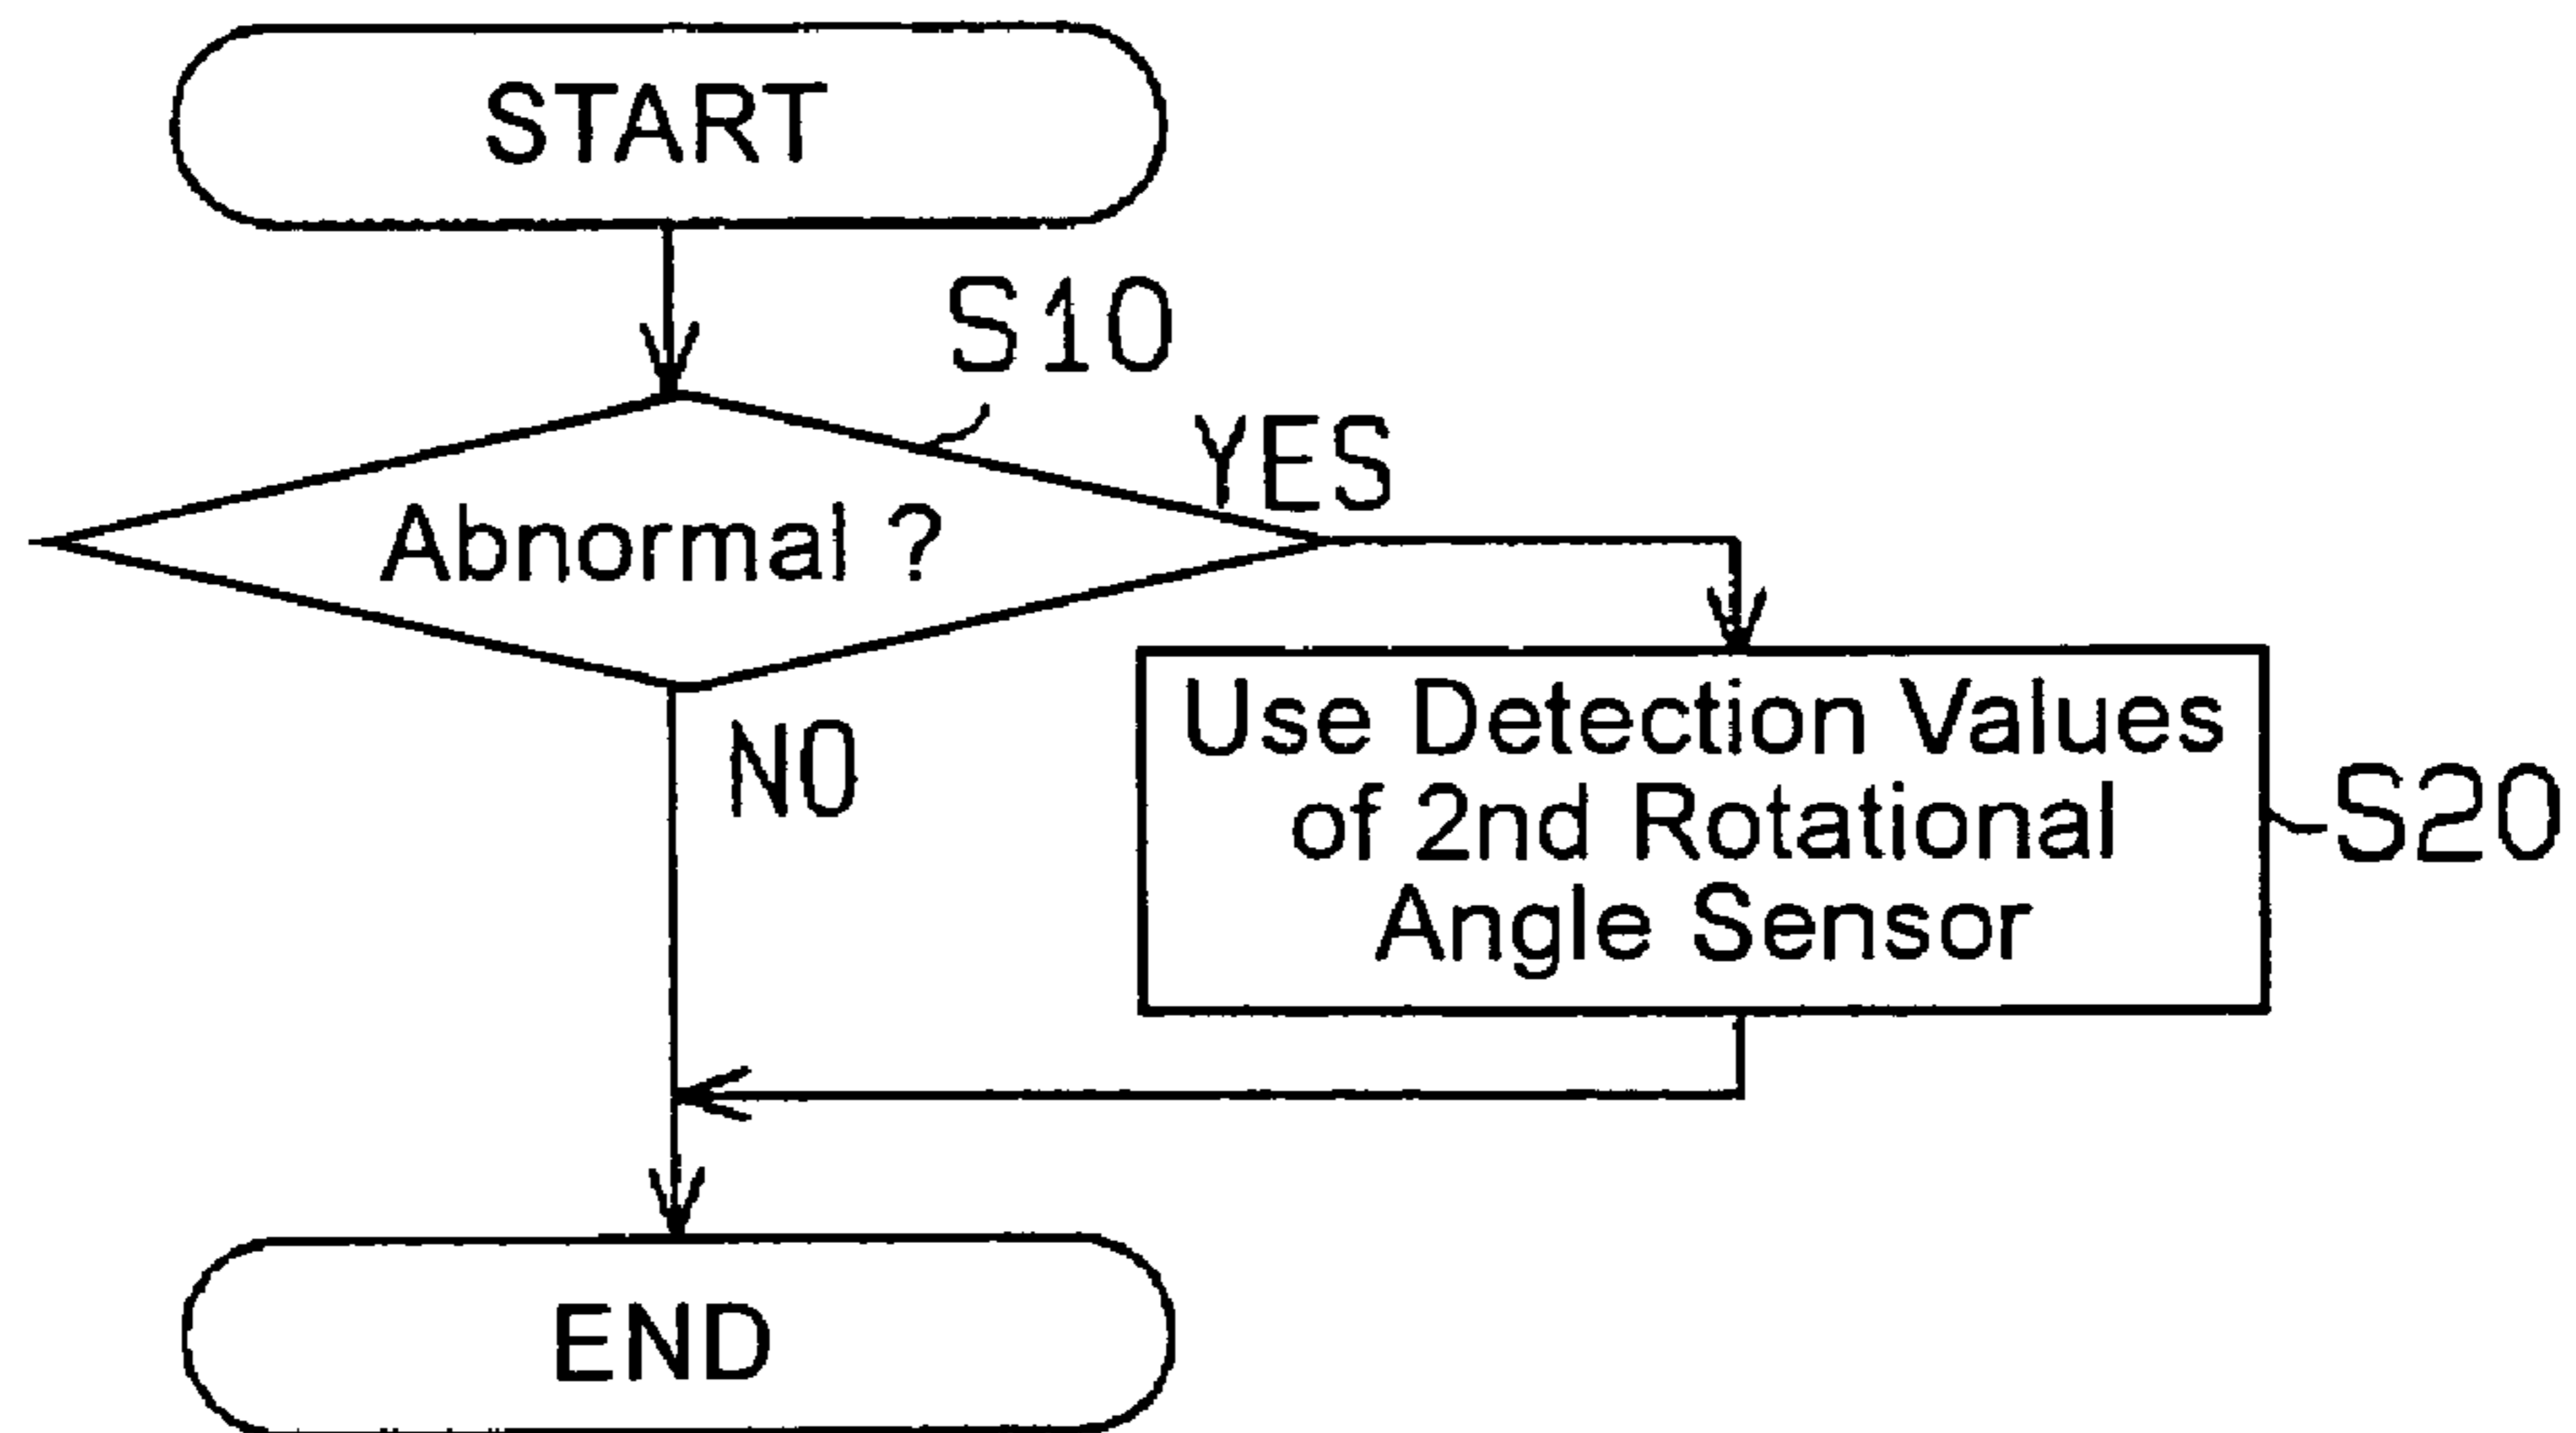 START
S10
YES
Abnormal ?
NO
Use Detection Values
of 2nd Rotational
Angle Sensor
S20
END